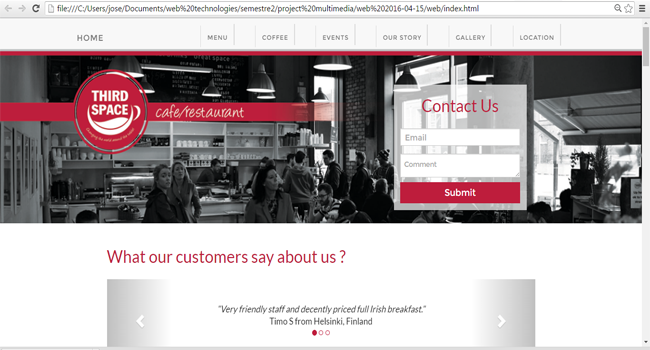 file:///C:/Users/jose/Documents/web%20technologies/semestre2/project%20multimedia/web%202016-04-15/web/index.html
HOME
MENU
COFFEE
EVENTS
OUR STORY
GALLERY
LOCATION
THIRD
SPACE
cafe/restaurant
Contact Us
Email
Comment
Submit
What our customers say about us ?
"Very friendly staff and decently priced full Irish breakfast."
Timo S from Helsinki, Finland